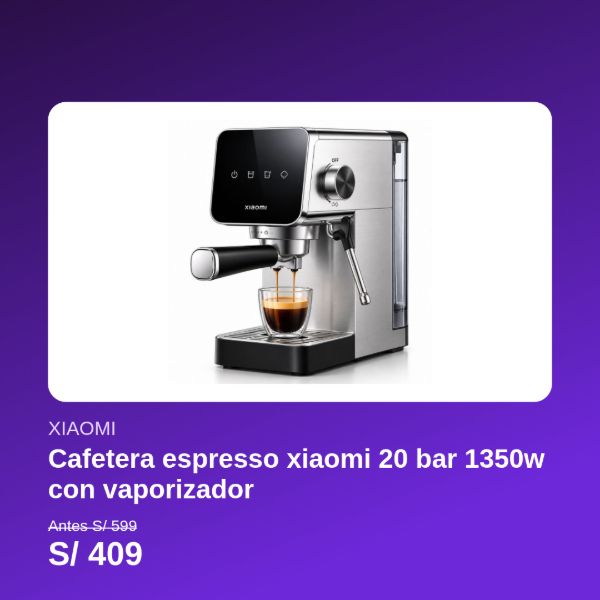 OFF
xiaomi
XIAOMI
Cafetera espresso xiaomi 20 bar 1350w
con vaporizador
Antes S/ 599
S/ 409